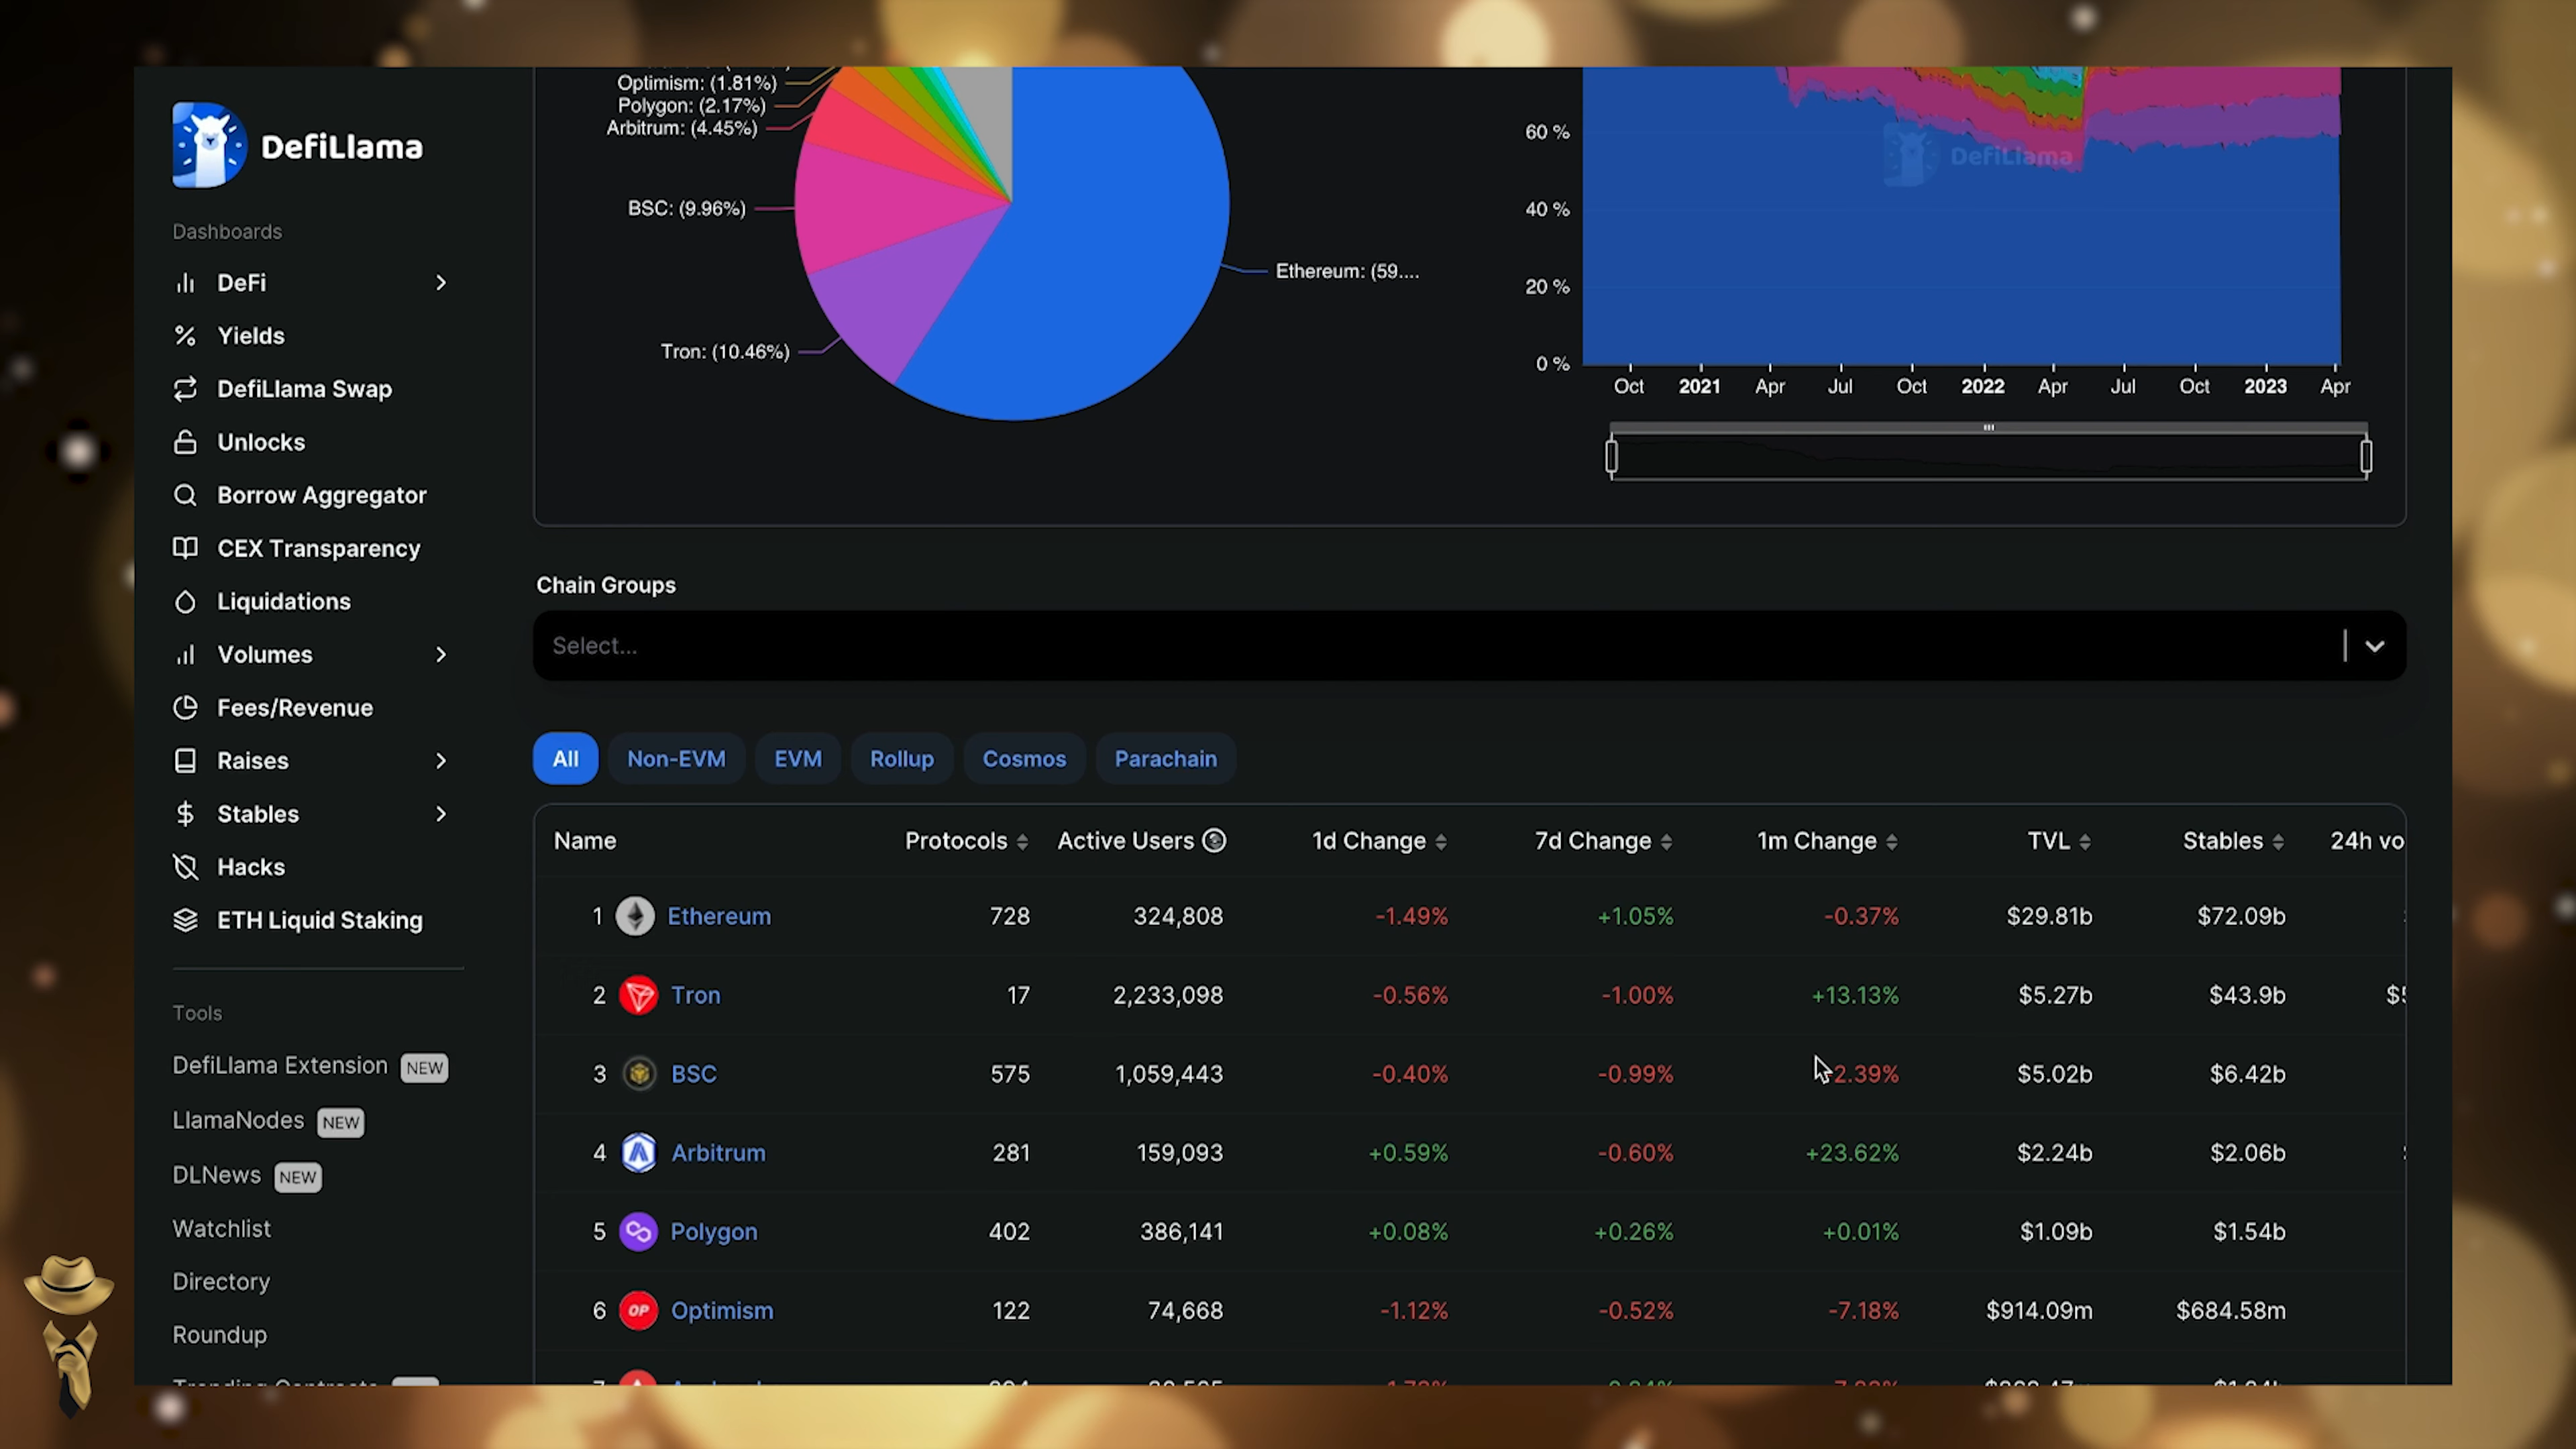 DefiLlama
Dashboards
DeFi
Yields
DefiLlama Swap
Unlocks
Borrow Aggregator
CEX Transparency
Liquidations
Volumes
Fees/Revenue
Raises
Stables
Hacks
ETH Liquid Staking
Tools
DefiLlama Extension NEW
LlamaNodes NEW
DLNews NEW
Watchlist
Directory
Roundup
Optimism: (1.81%)
Polygon: (2.17%)
Arbitrum: (4.45%)
BSC: (9.96%)
Tron: (10.46%)
Ethereum: (59....
60 %
40 %
20 %
0 %
DefiLlama
Oct 2021 Apr Jul Oct 2022 Apr Jul Oct 2023 Apr
Chain Groups
Select...
All Non-EVM EVM Rollup Cosmos Parachain
Name Protocols Active Users 1d Change 7d Change 1m Change TVL Stables 24h vo
1 Ethereum 728 324,808 -1.49% +1.05% -0.37% $29.81b $72.09b
2 Tron 17 2,233,098 -0.56% -1.00% +13.13% $5.27b $43.9b
3 BSC 575 1,059,443 -0.40% -0.99% 2.39% $5.02b $6.42b
4 Arbitrum 281 159,093 +0.59% -0.60% +23.62% $2.24b $2.06b
5 Polygon 402 386,141 +0.08% +0.26% +0.01% $1.09b $1.54b
6 Optimism 122 74,668 -1.12% -0.52% -7.18% $914.09m $684.58m